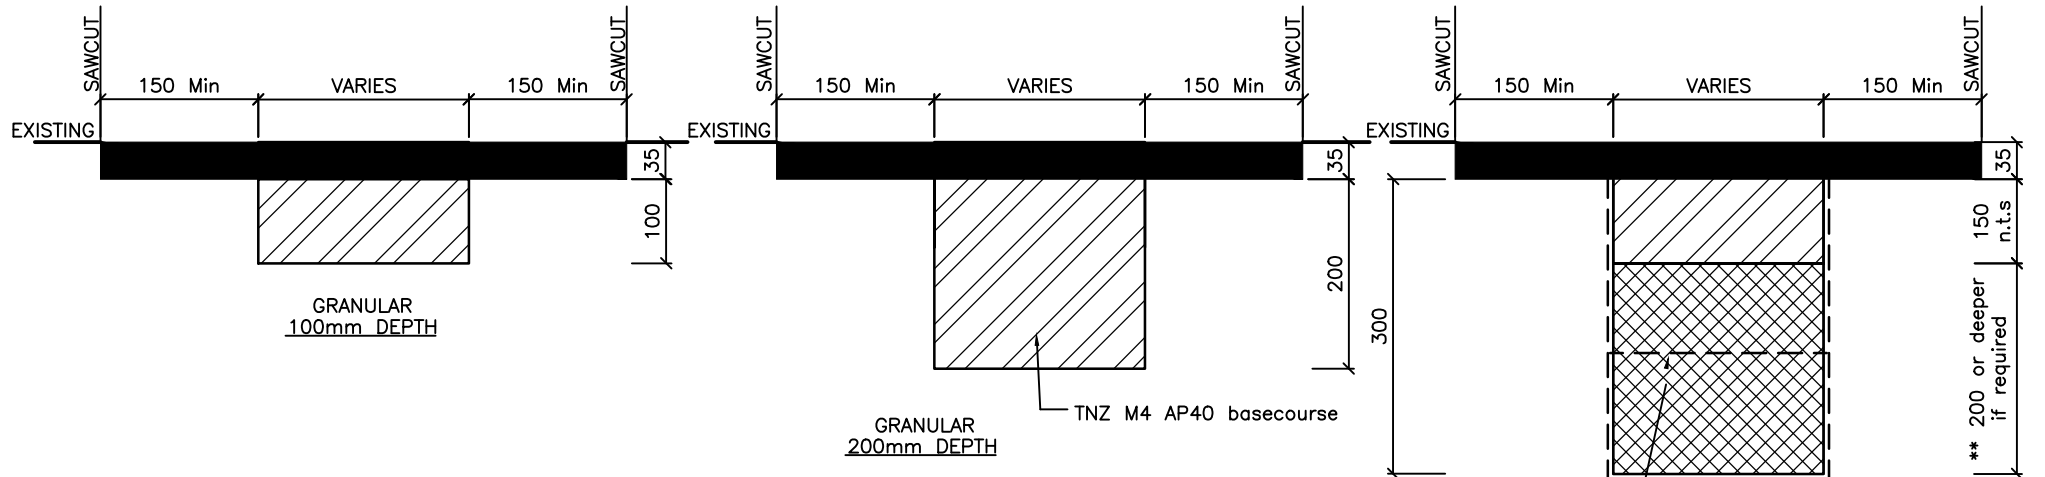 SAWCUT
150 Min
VARIES
150 Min
SAWCUT
EXISTING
35
100
GRANULAR
100mm DEPTH
SAWCUT
150 Min
VARIES
150 Min
SAWCUT
EXISTING
35
200
TNZ M4 AP40 basecourse
GRANULAR
200mm DEPTH
SAWCUT
150 Min
VARIES
150 Min
SAWCUT
EXISTING
35
150
n.t.s
300
** 200 or deeper
if required